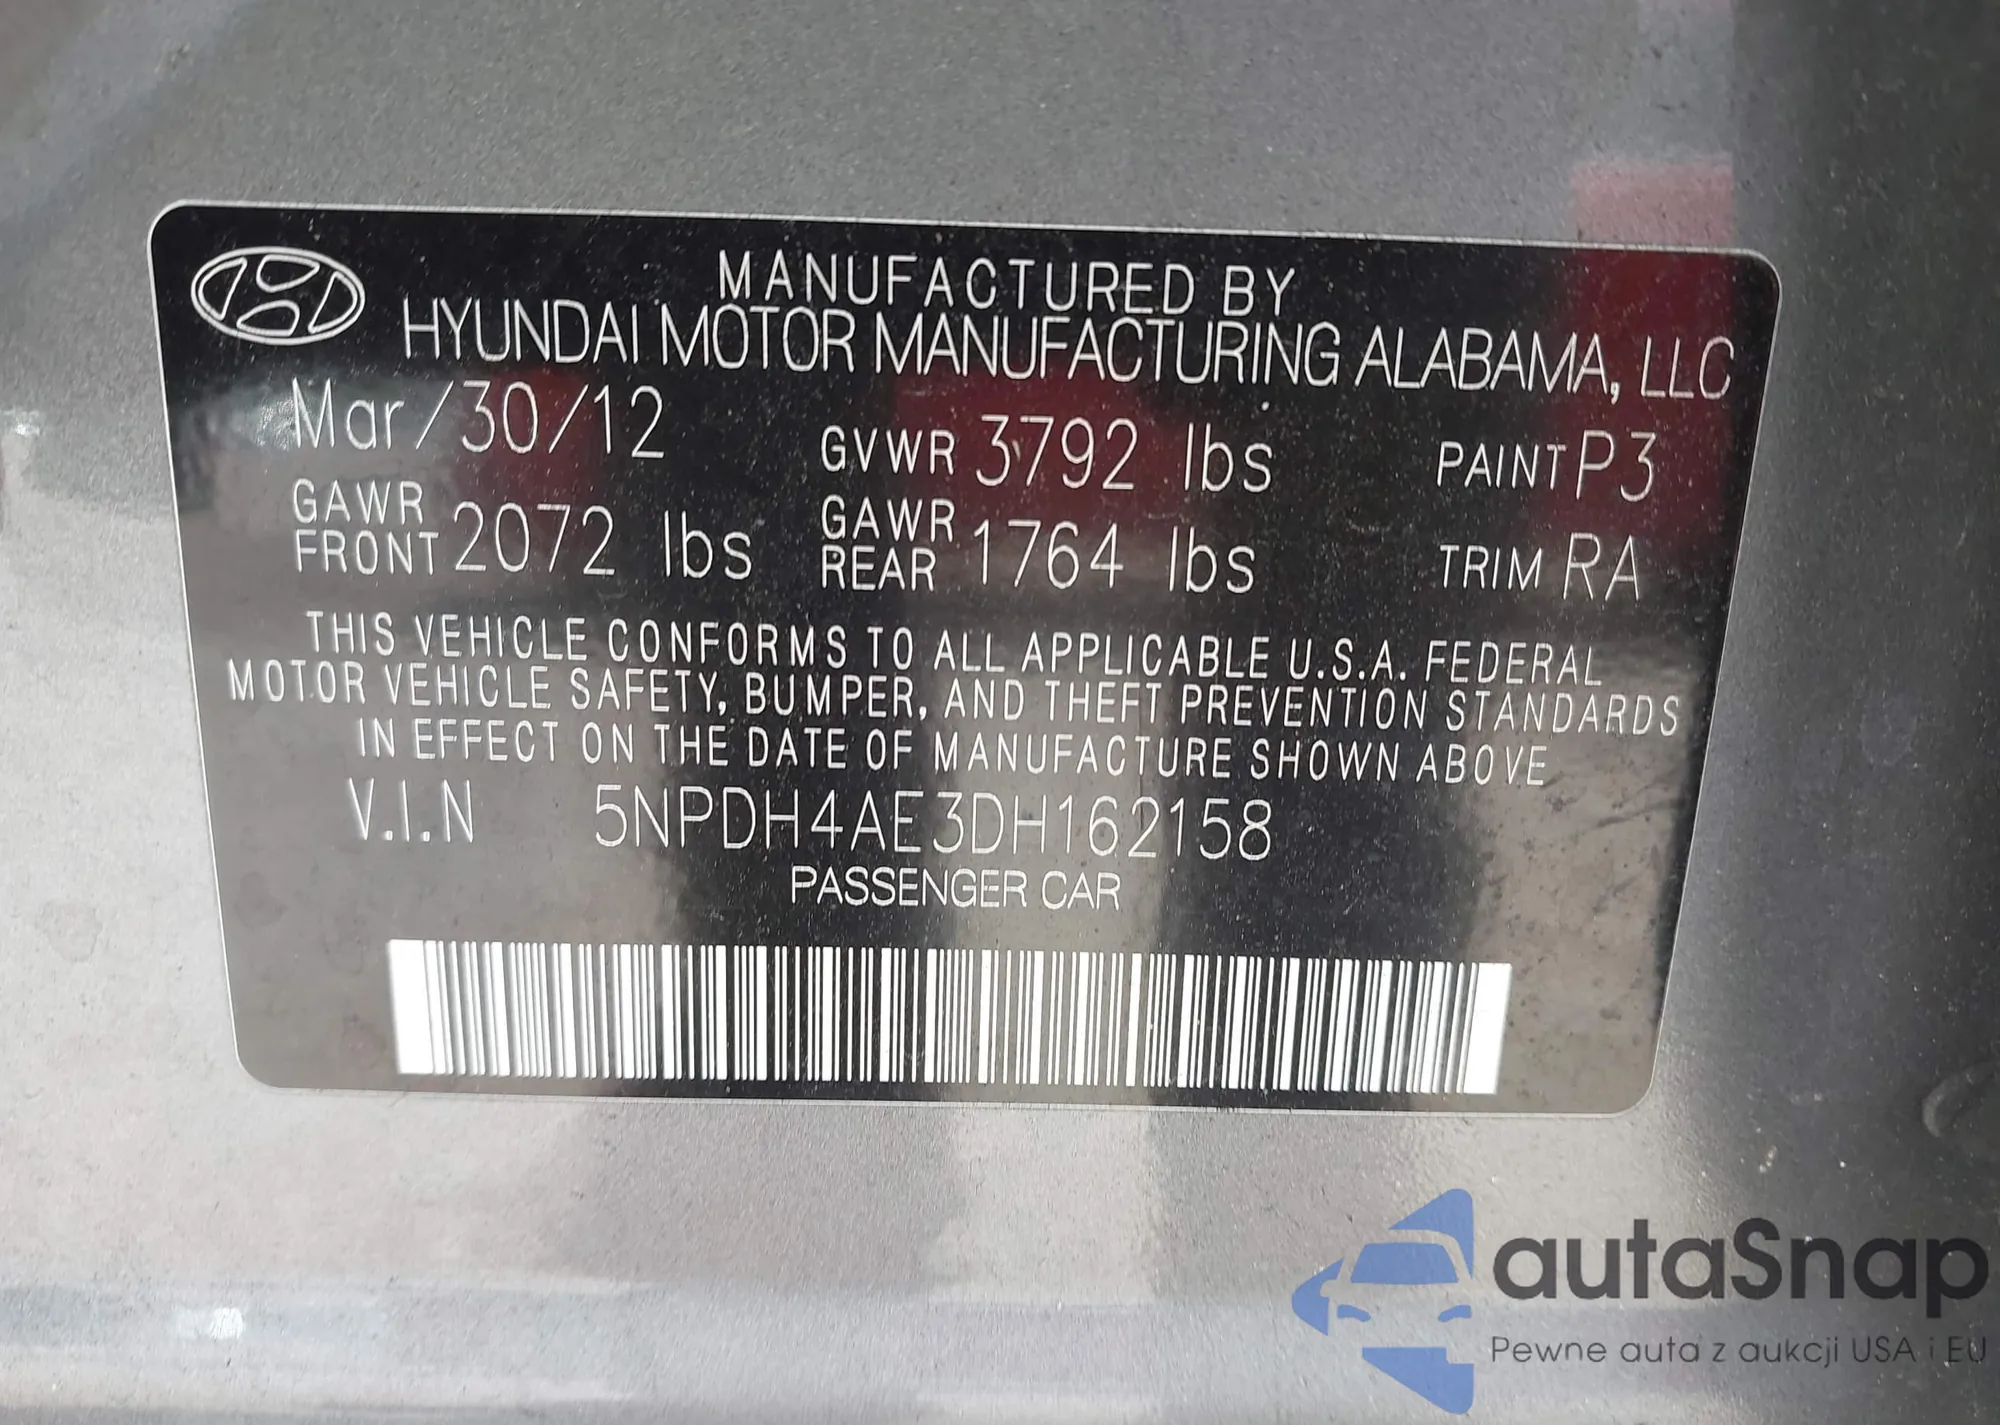 MANUFACTURED BY
HYUNDAI MOTOR MANUFACTURING ALABAMA, LLC
Mar/30/12 GVWR 3792 lbs PAINT P3
GAWR FRONT 2072 lbs GAWR REAR 1764 lbs TRIM RA
THIS VEHICLE CONFORMS TO ALL APPLICABLE U.S.A. FEDERAL
MOTOR VEHICLE SAFETY, BUMPER, AND THEFT PREVENTION STANDARDS
IN EFFECT ON THE DATE OF MANUFACTURE SHOWN ABOVE
V.I.N 5NPDH4AE3DH162158
PASSENGER CAR
autaSnap
Pewne auta z aukcji USA i EU